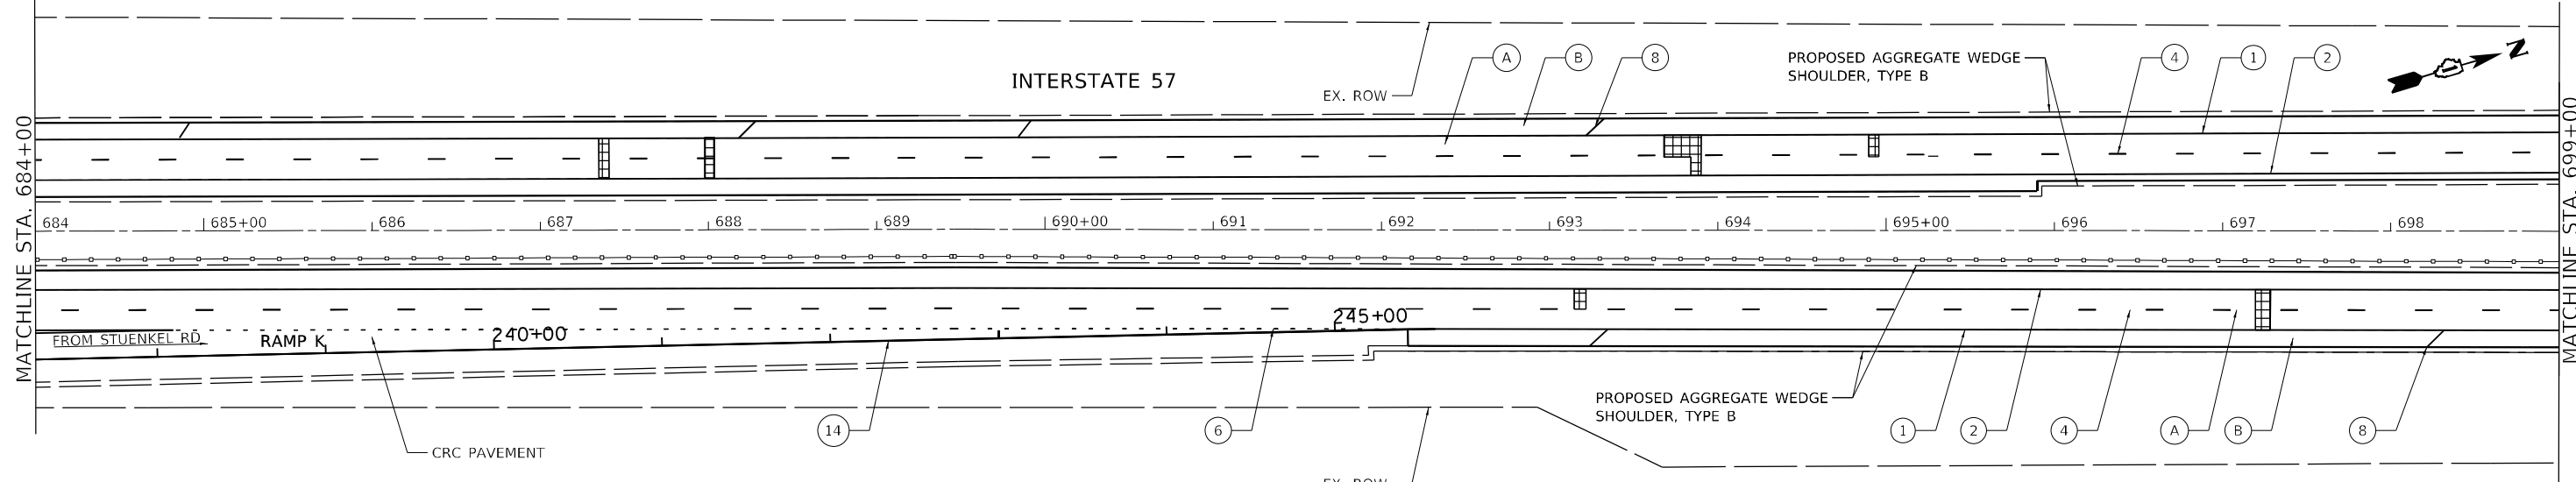 MATCHLINE STA. 684+00
INTERSTATE 57
EX. ROW
A
B
8
PROPOSED AGGREGATE WEDGE
SHOULDER, TYPE B
4
1
2
N
MATCHLINE STA. 699+00
684
685+00
686
687
688
689
690+00
691
692
693
694
695+00
696
697
698
FROM STUENKEL RD
RAMP K
240+00
245+00
CRC PAVEMENT
14
6
PROPOSED AGGREGATE WEDGE
SHOULDER, TYPE B
1
2
4
A
B
8
EX. ROW